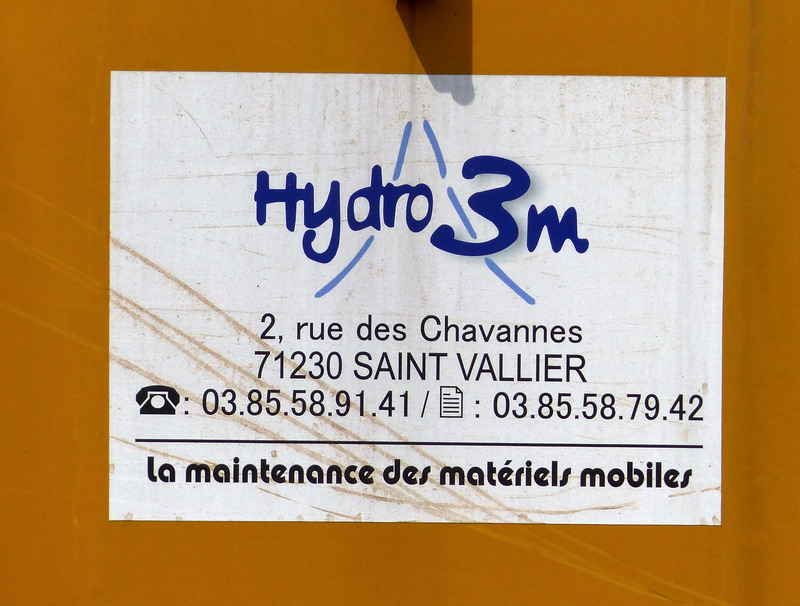 Hydro 3m
2, rue des Chavannes
71230 SAINT VALLIER
: 03.85.58.91.41 / : 03.85.58.79.42
La maintenance des matériels mobiles